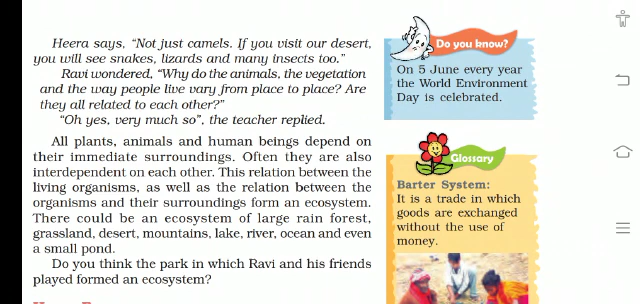 Heera says, "Not just camels. If you visit our desert,
you will see snakes, lizards and many insects too."
Ravi wondered, "Why do the animals, the vegetation
and the way people live vary from place to place? Are
they all related to each other?"
"Oh yes, very much so", the teacher replied.
All plants, animals and human beings depend on
their immediate surroundings. Often they are also
interdependent on each other. This relation between the
living organisms, as well as the relation between the
organisms and their surroundings form an ecosystem.
There could be an ecosystem of large rain forest,
grassland, desert, mountains, lake, river, ocean and even
a small pond.
Do you think the park in which Ravi and his friends
played formed an ecosystem?
Do you know?
On 5 June every year
the World Environment
Day is celebrated.
Glossary
Barter System:
It is a trade in which
goods are exchanged
without the use of
money.